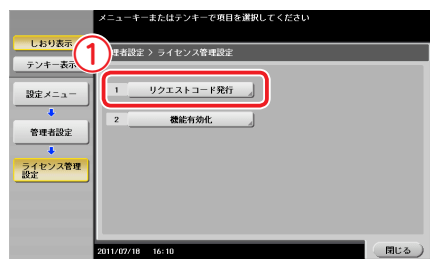 メニューキーまたはテンキーで項目を選択してください
しおり表示
テンキー表示
1
理者設定 > ライセンス管理設定
設定メニュー
管理者設定
ライセンス管理
設定
1 リクエストコード発行
2 機能有効化
2011/07/18 16:10
閉じる